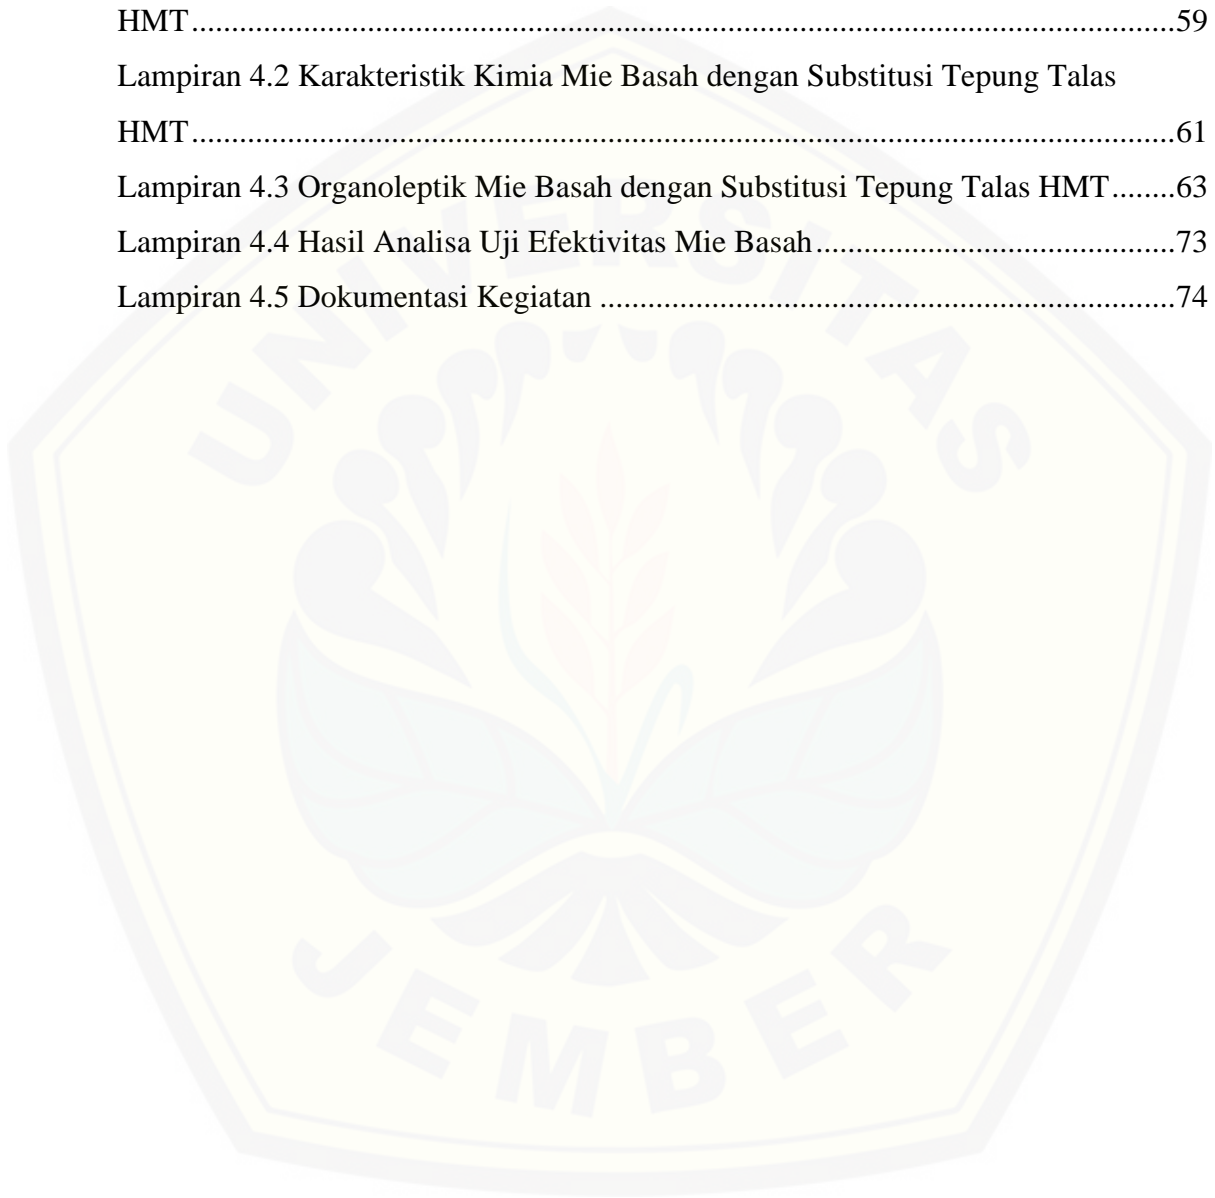 HMT...........................................................................................................................59
Lampiran 4.2 Karakteristik Kimia Mie Basah dengan Substitusi Tepung Talas
HMT...........................................................................................................................61
Lampiran 4.3 Organoleptik Mie Basah dengan Substitusi Tepung Talas HMT........63
Lampiran 4.4 Hasil Analisa Uji Efektivitas Mie Basah.............................................73
Lampiran 4.5 Dokumentasi Kegiatan ........................................................................74
UNIVERSITAS
JEMBER